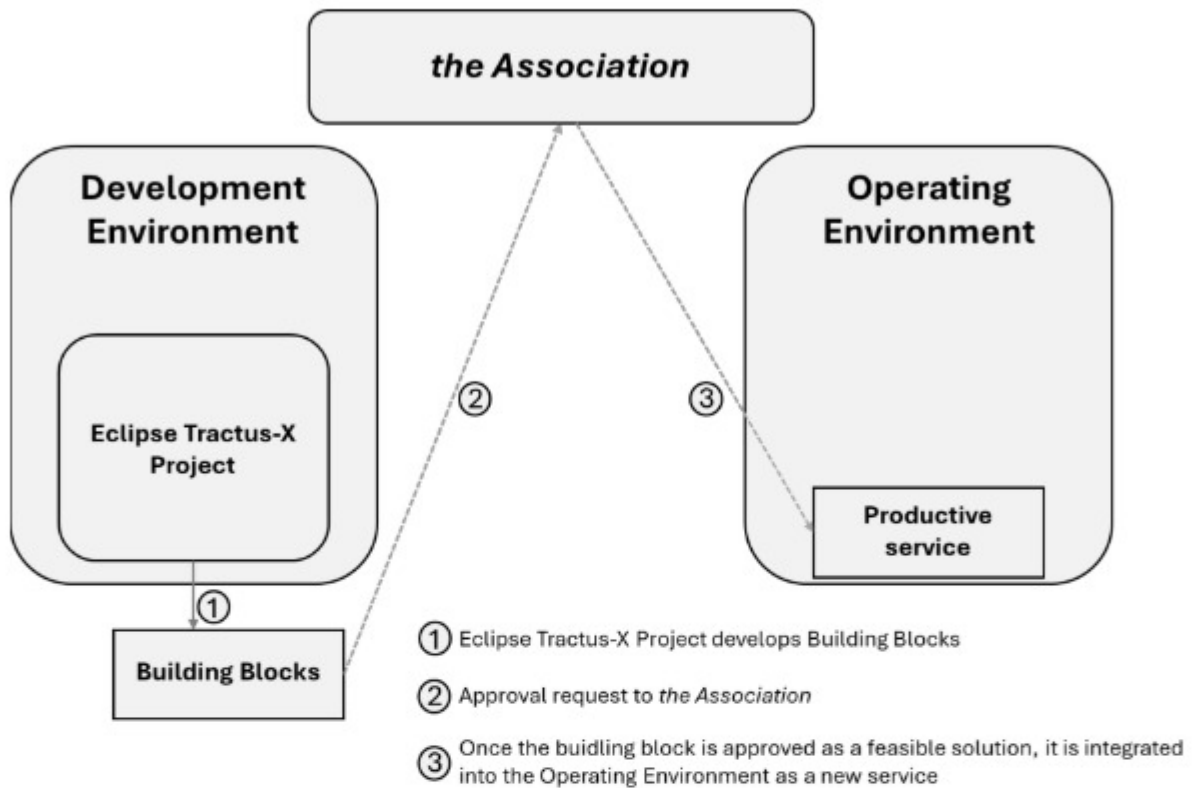 the Association
Development
Environment
Operating
Environment
Eclipse Tractus-X
Project
2
3
Productive
service
1
Building Blocks
1 Eclipse Tractus-X Project develops Building Blocks
2 Approval request to the Association
3 Once the buidling block is approved as a feasible solution, it is integrated
into the Operating Environment as a new service